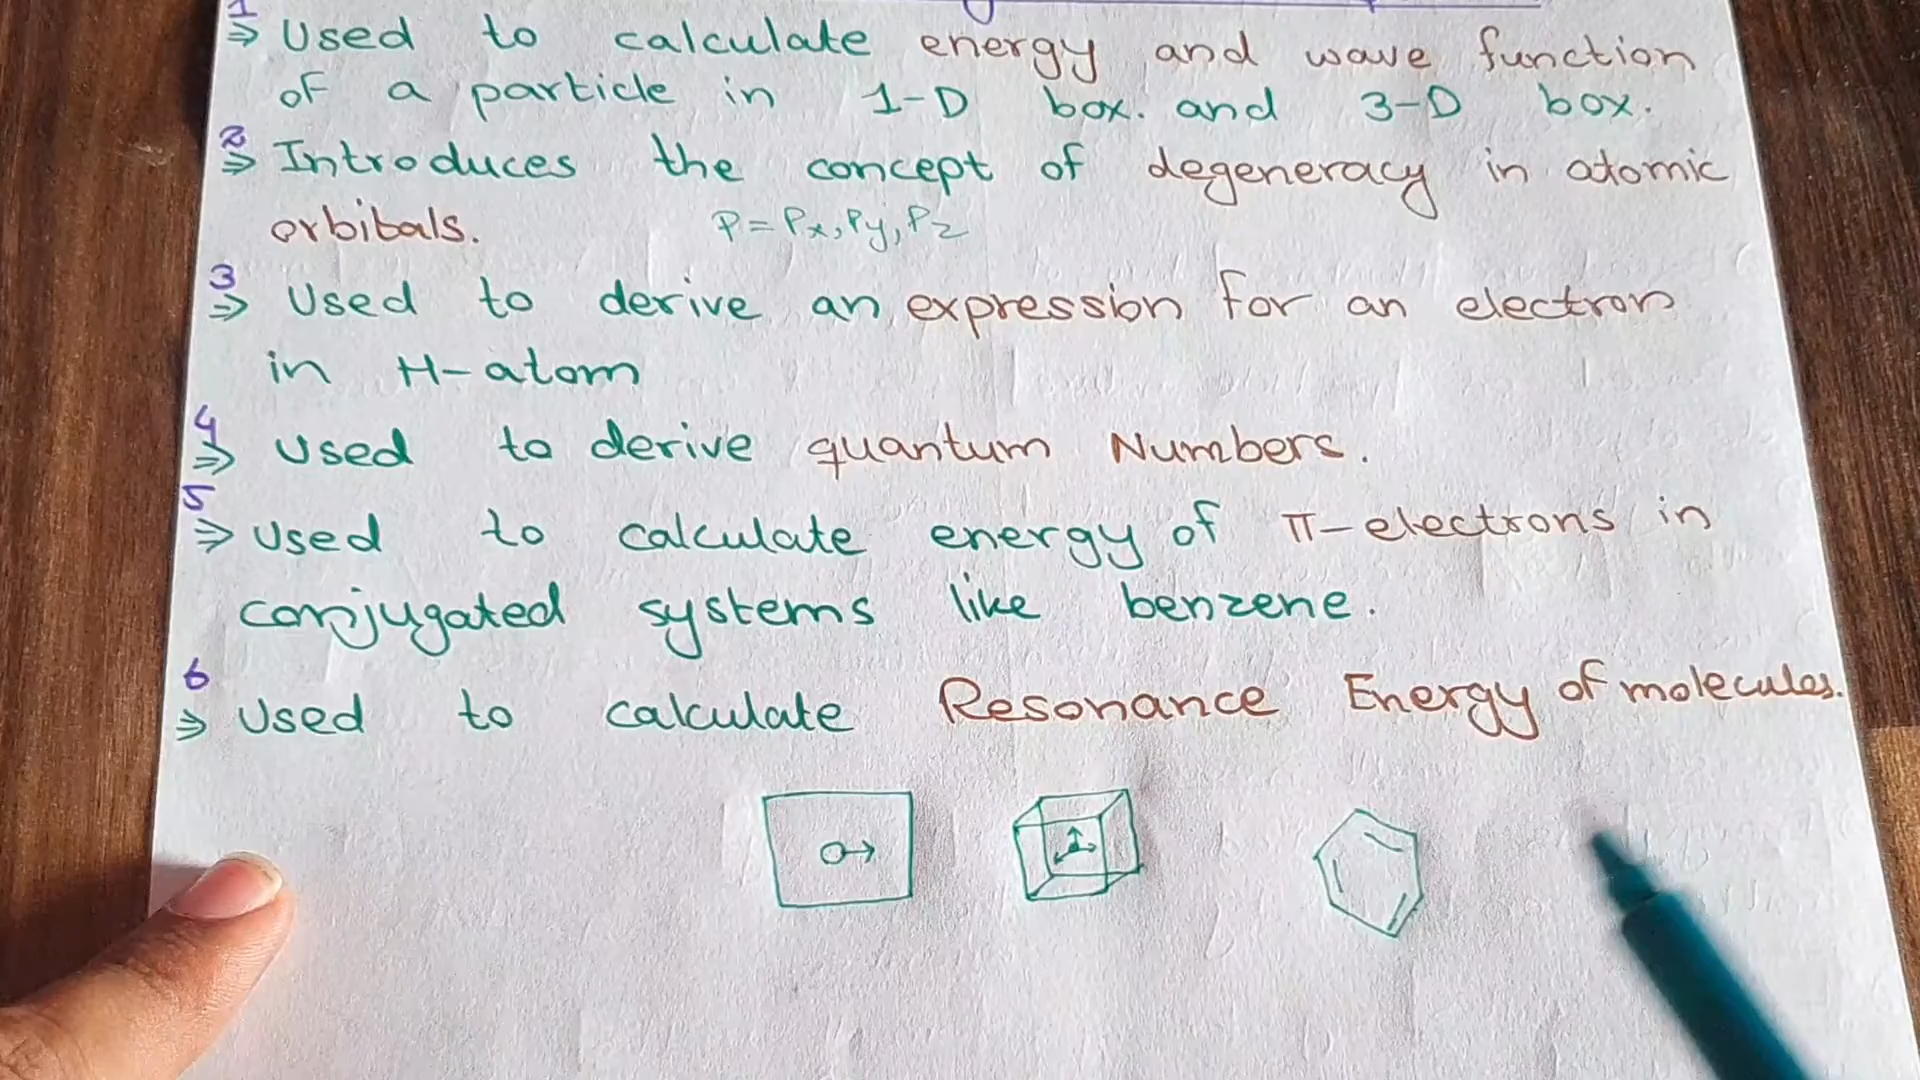 1
⇒ Used to calculate energy and wave function
of a particle in 1-D box. and 3-D box.
2
⇒ Introduces the concept of degeneracy in atomic
orbitals. P = Px, Py, Pz
3
⇒ Used to derive an expression for an electron
in H-atom
4
⇒ Used to derive quantum Numbers.
5
⇒ Used to calculate energy of π-electrons in
conjugated systems like benzene.
6
⇒ Used to calculate Resonance Energy of molecules.